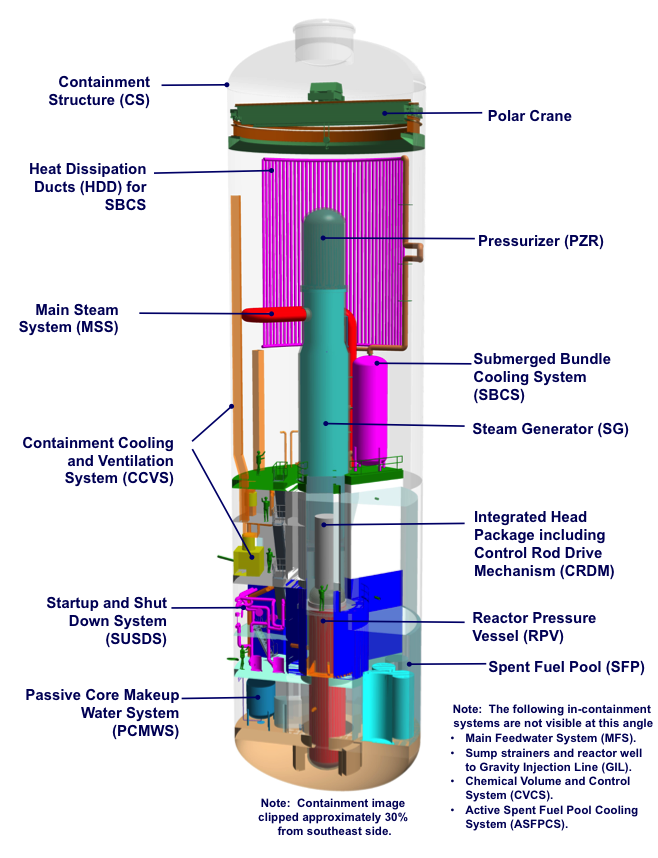 Containment
Structure (CS)
Polar Crane
Heat Dissipation
Ducts (HDD) for
SBCS
Pressurizer (PZR)
Main Steam
System (MSS)
Submerged Bundle
Cooling System
(SBCS)
Steam Generator (SG)
Containment Cooling
and Ventilation
System (CCVS)
Integrated Head
Package including
Control Rod Drive
Mechanism (CRDM)
Startup and Shut
Down System
(SUSDS)
Reactor Pressure
Vessel (RPV)
Spent Fuel Pool (SFP)
Passive Core Makeup
Water System
(PCMWS)
Note: The following in-containment
systems are not visible at this angle
• Main Feedwater System (MFS).
• Sump strainers and reactor well
to Gravity Injection Line (GIL).
• Chemical Volume and Control
System (CVCS).
• Active Spent Fuel Pool Cooling
System (ASFPCS).
Note: Containment image
clipped approximately 30%
from southeast side.